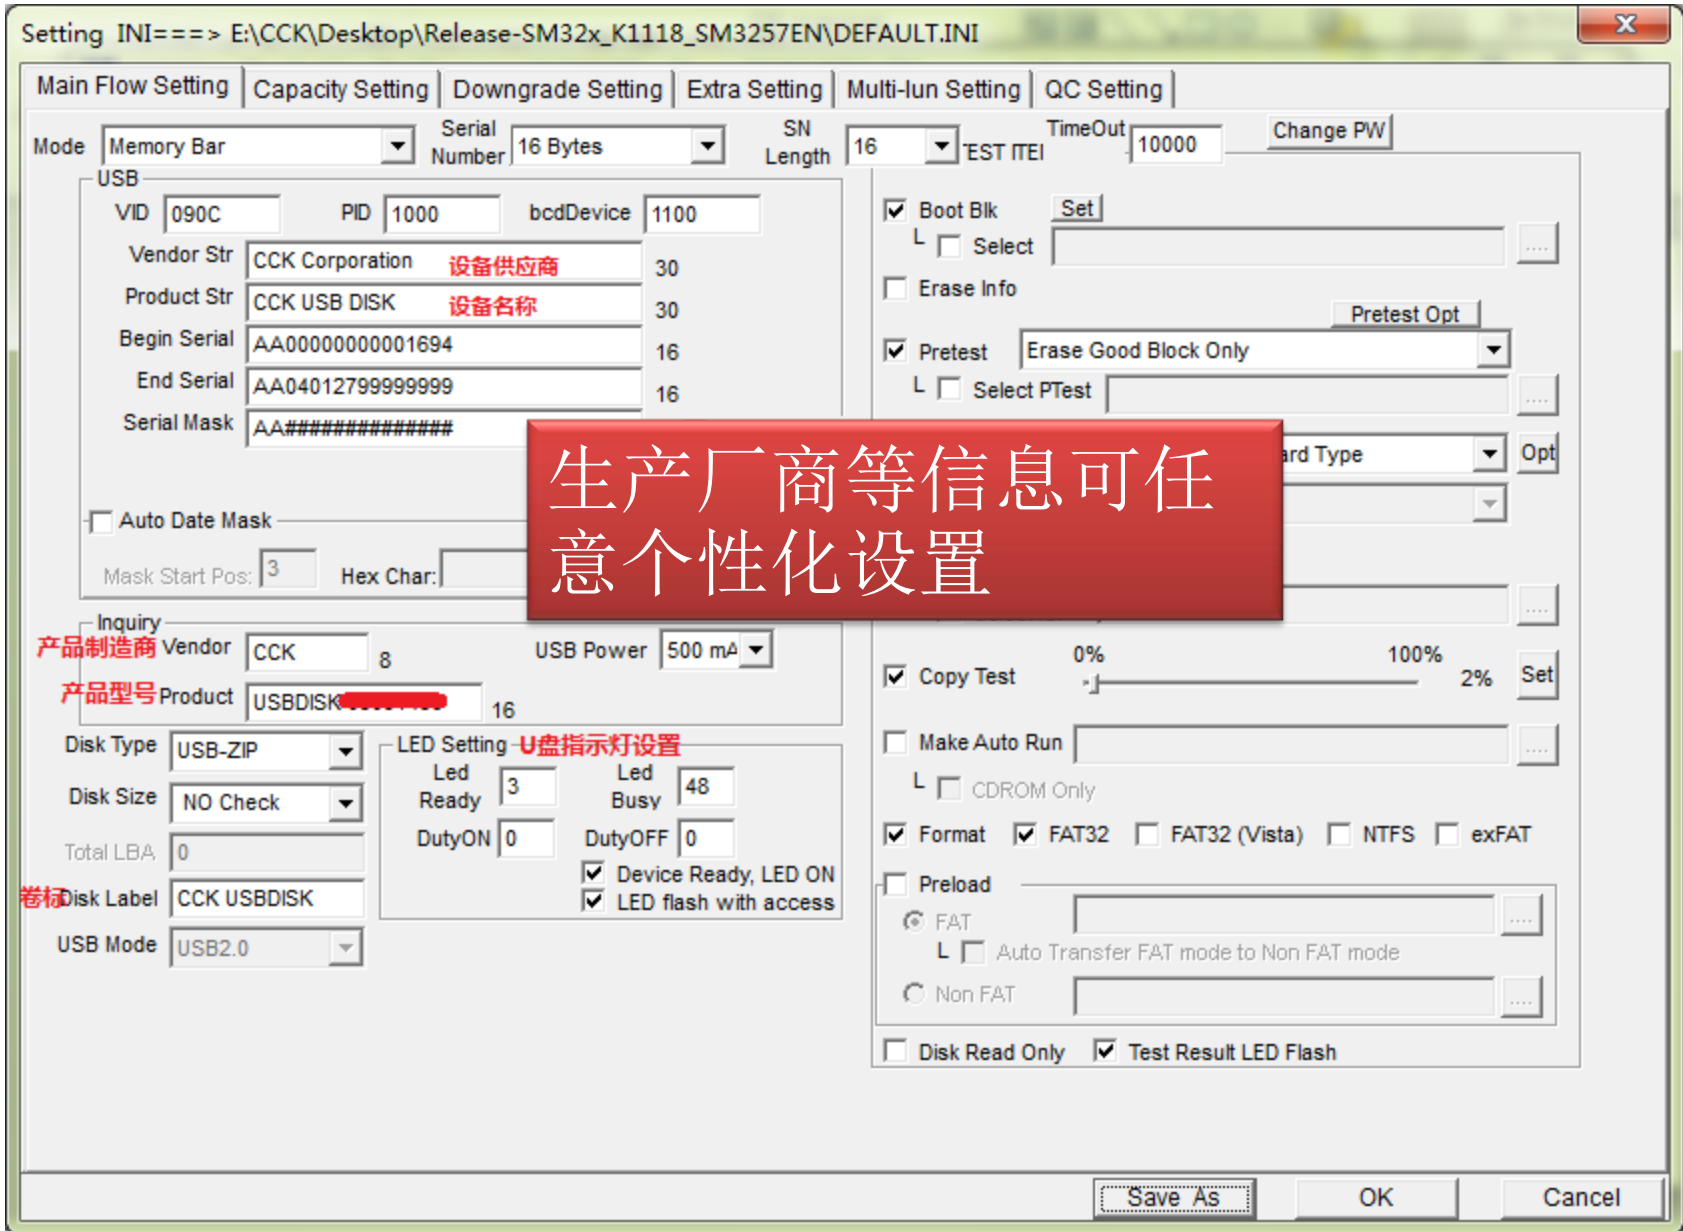 Setting INI===> E:\CCK\Desktop\Release-SM32x_K1118_SM3257EN\DEFAULT.INI
Main Flow Setting Capacity Setting Downgrade Setting Extra Setting Multi-lun Setting QC Setting
Mode Memory Bar Serial Number 16 Bytes SN Length 16 TEST ITEM TimeOut 10000 Change PW
USB
VID 090C PID 1000 bcdDevice 1100
Vendor Str CCK Corporation 设备供应商 30
Product Str CCK USB DISK 设备名称 30
Begin Serial AA00000000001694 16
End Serial AA04012799999999 16
Serial Mask AA##############
Auto Date Mask
Mask Start Pos: 3 Hex Char:
Inquiry
产品制造商 Vendor CCK 8 USB Power 500 mA
产品型号 Product USBDISK 16
Disk Type USB-ZIP
Disk Size NO Check
Total LBA 0
卷标 Disk Label CCK USBDISK
USB Mode USB2.0
LED Setting U盘指示灯设置
Led Ready 3 Led Busy 48
DutyON 0 DutyOFF 0
Device Ready, LED ON
LED flash with access
Boot Blk Set
Select ....
Erase Info
Pretest Opt
Pretest Erase Good Block Only
Select PTest ....
ard Type Opt
生产厂商等信息可任
意个性化设置
....
Copy Test 0% 100% 2% Set
Make Auto Run ....
CDROM Only
Format FAT32 FAT32 (Vista) NTFS exFAT
Preload
FAT ....
Auto Transfer FAT mode to Non FAT mode
Non FAT ....
Disk Read Only Test Result LED Flash
Save As OK Cancel